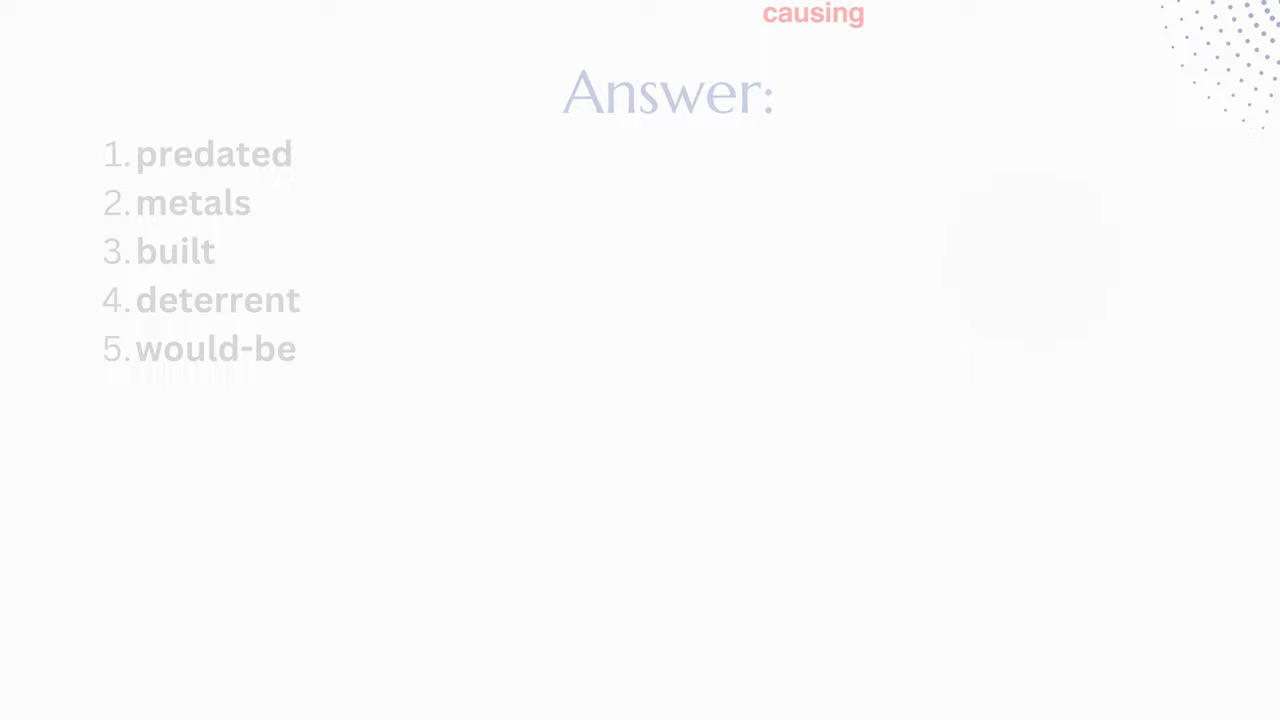 causing
Answer:
1. predated
2. metals
3. built
4. deterrent
5. would-be